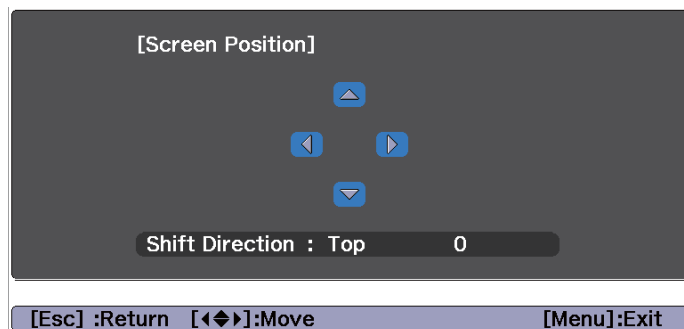 [Screen Position]
Shift Direction : Top 0
[Esc] :Return [◀◆▶]:Move [Menu]:Exit